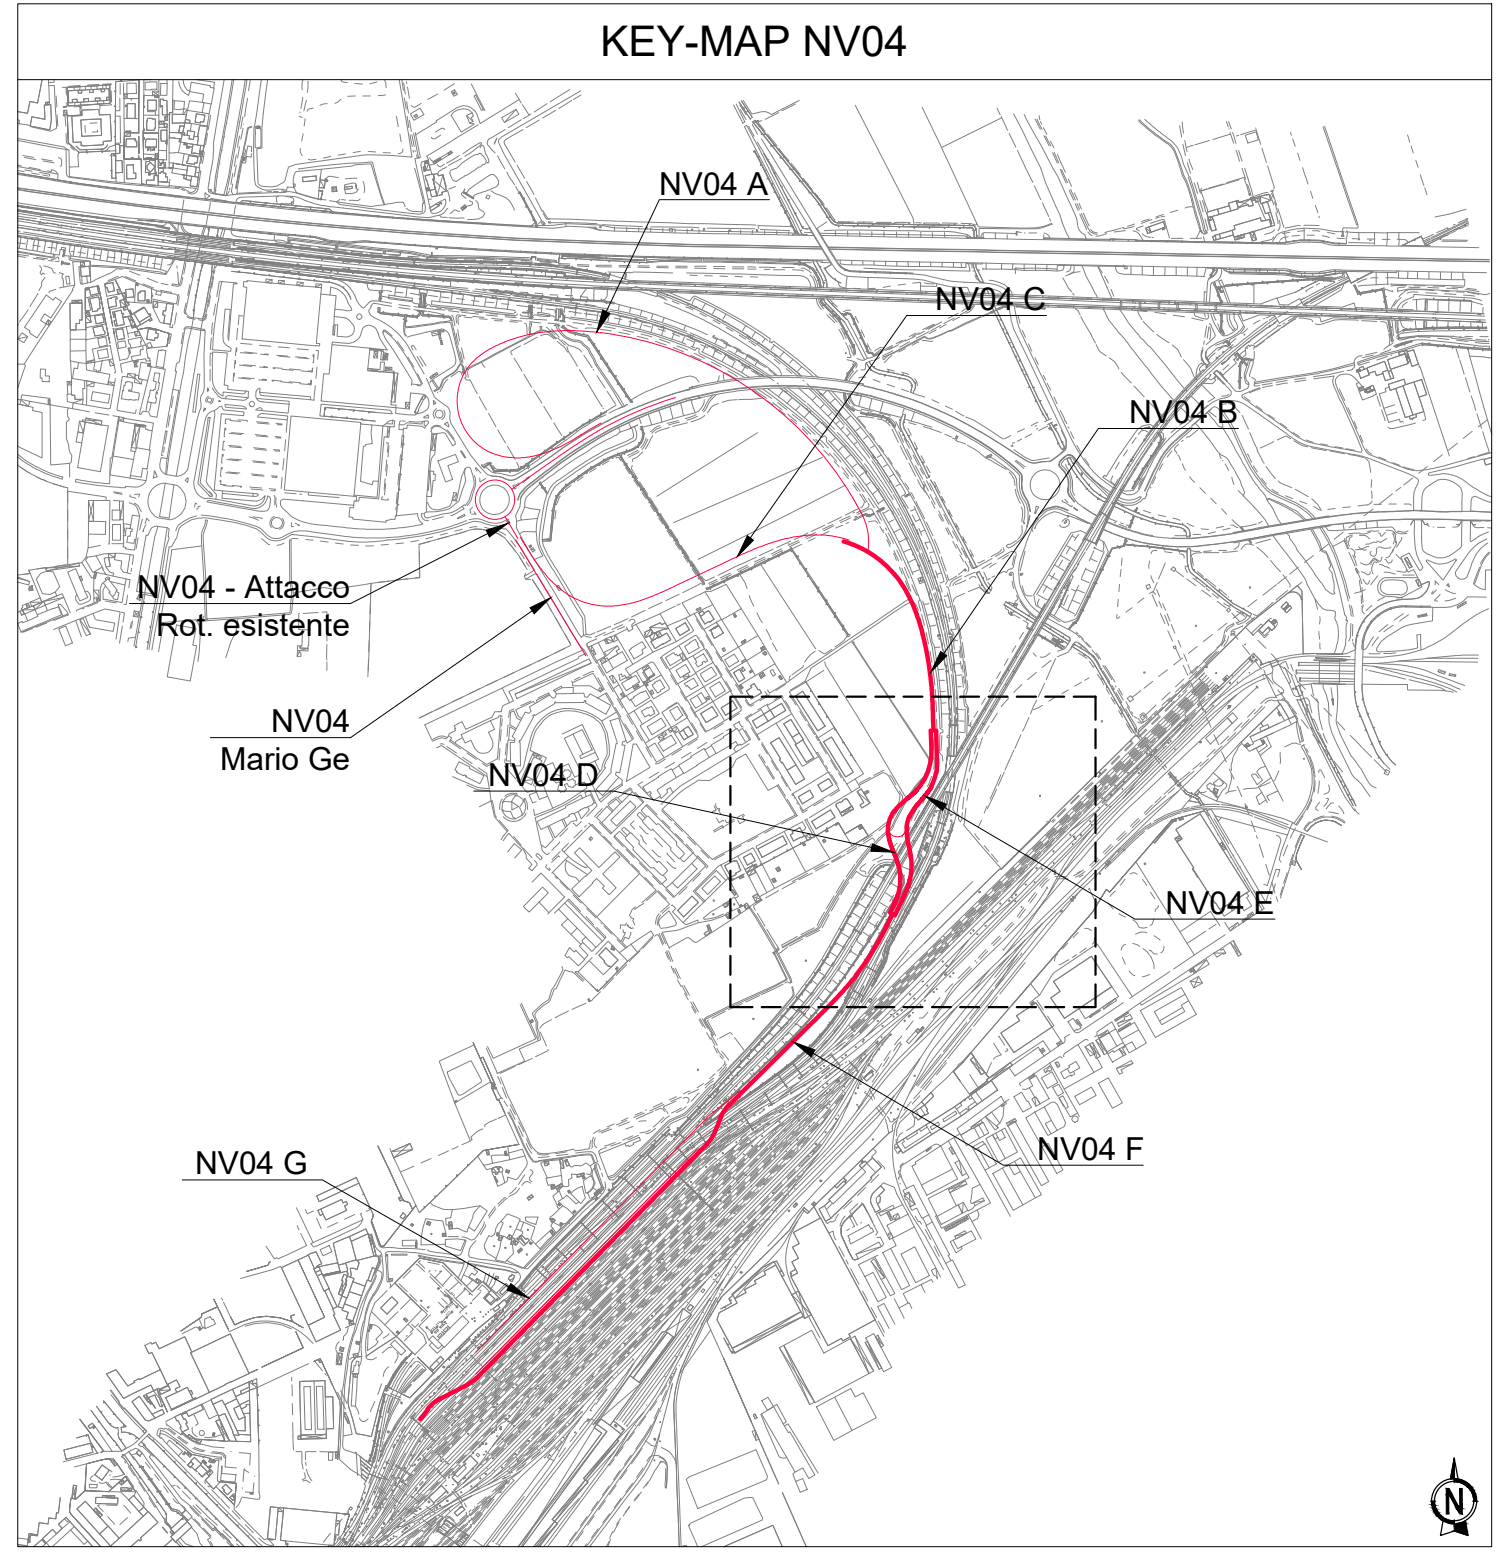 KEY-MAP NV04
NV04 A
NV04 C
NV04 B
NV04 - Attacco
Rot. esistente
NV04
Mario Ge
NV04 D
NV04 E
NV04 F
NV04 G
N